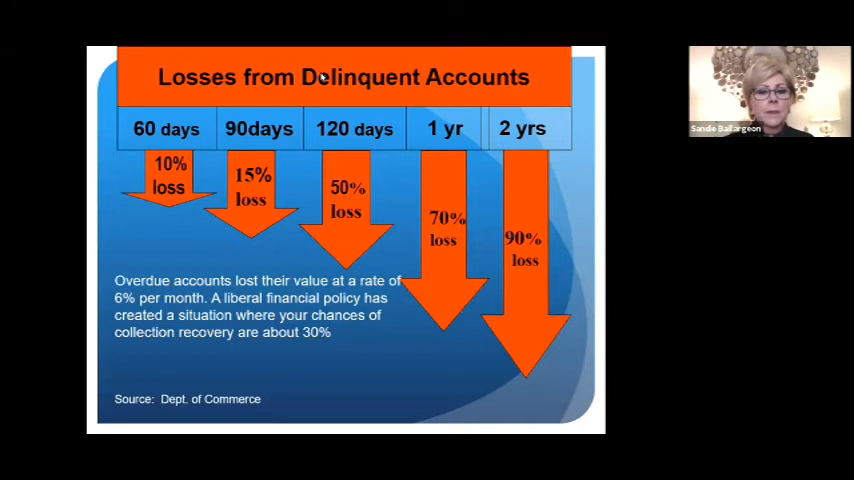 Losses from Delinquent Accounts
60 days 90days 120 days 1 yr 2 yrs
10%
loss
15%
loss
50%
loss
70%
loss
90%
loss
Overdue accounts lost their value at a rate of
6% per month. A liberal financial policy has
created a situation where your chances of
collection recovery are about 30%
Source: Dept. of Commerce
Sandie Baillargeon